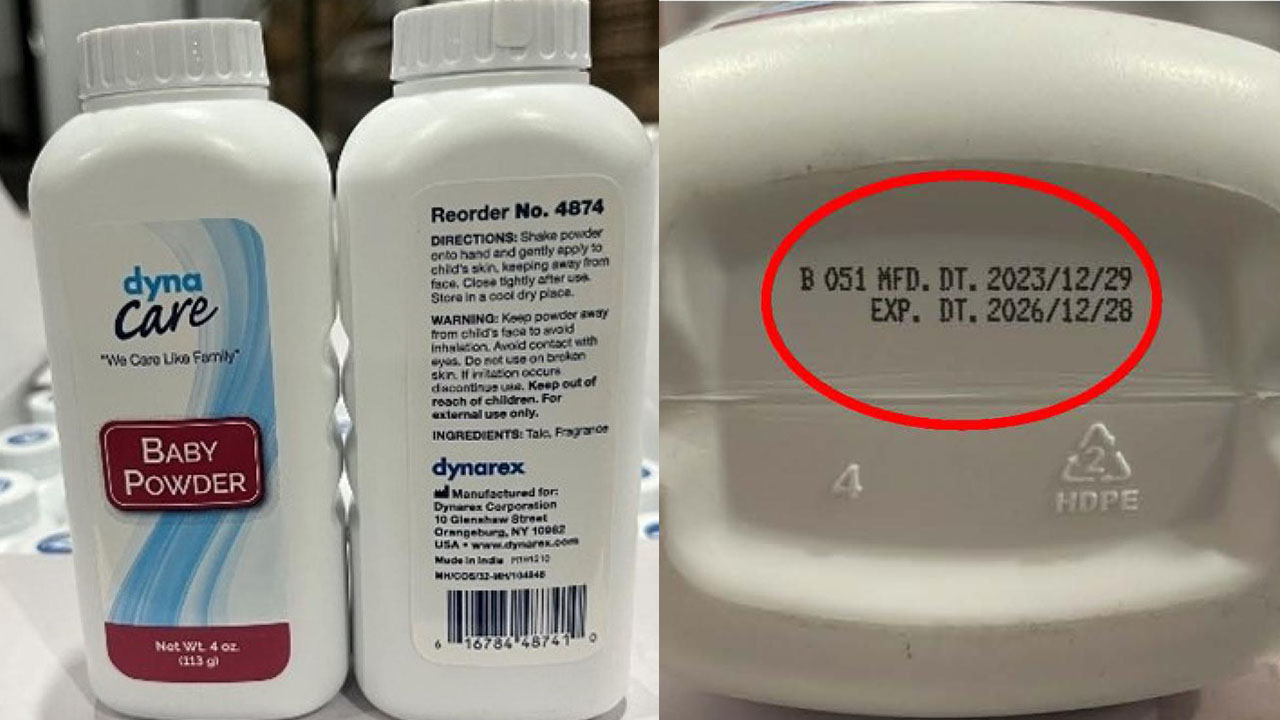 dyna
care
"We Care Like Family"
BABY
POWDER
Net Wt. 4 oz.
(113 g)
Reorder No. 4874
DIRECTIONS: Shake powder
onto hand and gently apply to
child's skin, keeping away from
face. Close tightly after use.
Store in a cool dry place.
WARNING: Keep powder away
from child's face to avoid
inhalation. Avoid contact with
eyes. Do not use on broken
skin. If irritation occurs
discontinue use. Keep out of
reach of children. For
external use only.
INGREDIENTS: Talc, Fragrance
dynarex
Manufactured for:
Dynarex Corporation
10 Glenshaw Street
Orangeburg, NY 10962
USA • www.dynarex.com
Made in India
6 16784 48741 0
B 051 MFD. DT. 2023/12/29
EXP. DT. 2026/12/28
4
2
HDPE